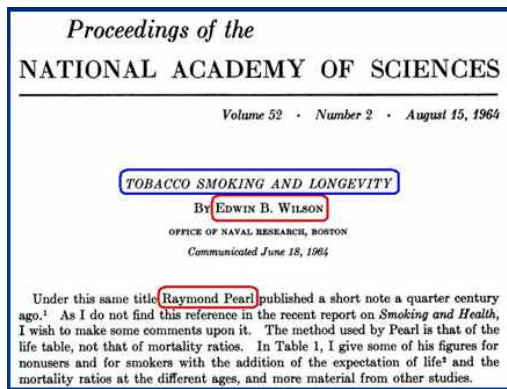 Proceedings of the
NATIONAL ACADEMY OF SCIENCES
Volume 52 · Number 2 · August 15, 1964
TOBACCO SMOKING AND LONGEVITY
BY EDWIN B. WILSON
OFFICE OF NAVAL RESEARCH, BOSTON
Communicated June 18, 1964
Under this same title Raymond Pearl published a short note a quarter century
ago.¹ As I do not find this reference in the recent report on Smoking and Health,
I wish to make some comments upon it. The method used by Pearl is that of the
life table, not that of mortality ratios. In Table 1, I give some of his figures for
nonusers and for smokers with the addition of the expectation of life² and the
mortality ratios at the different ages, and more material from other studies.